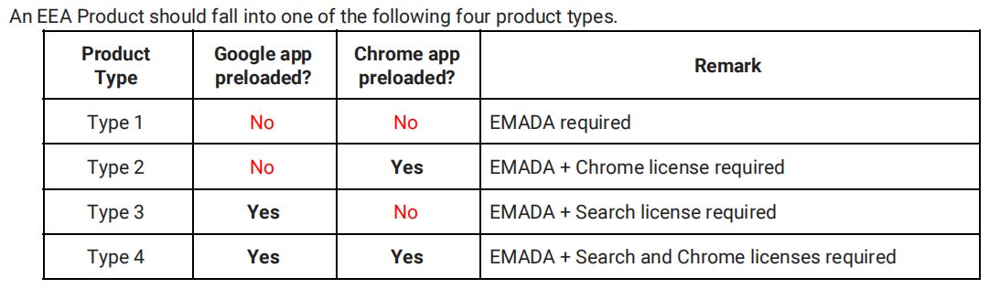 An EEA Product should fall into one of the following four product types.
Product Type | Google app preloaded? | Chrome app preloaded? | Remark
Type 1 | No | No | EMADA required
Type 2 | No | Yes | EMADA + Chrome license required
Type 3 | Yes | No | EMADA + Search license required
Type 4 | Yes | Yes | EMADA + Search and Chrome licenses required